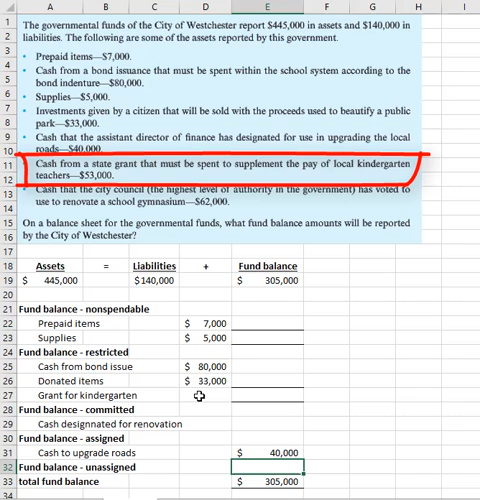 A B C D E F G H I
1 The governmental funds of the City of Westchester report $445,000 in assets and $140,000 in
2 liabilities. The following are some of the assets reported by this government.
3 • Prepaid items—$7,000.
4 • Cash from a bond issuance that must be spent within the school system according to the
5 bond indenture—$80,000.
6 • Supplies—$5,000.
7 • Investments given by a citizen that will be sold with the proceeds used to beautify a public
8 park—$33,000.
9 • Cash that the assistant director of finance has designated for use in upgrading the local
10 roads—$40,000.
11 Cash from a state grant that must be spent to supplement the pay of local kindergarten
12 teachers—$53,000.
13 • Cash that the city council (the highest level of authority in the government) has voted to
14 use to renovate a school gymnasium—$62,000.
15 On a balance sheet for the governmental funds, what fund balance amounts will be reported
16 by the City of Westchester?
17
18 Assets = Liabilities + Fund balance
19 $ 445,000 $140,000 $ 305,000
20
21 Fund balance - nonspendable
22 Prepaid items $ 7,000
23 Supplies $ 5,000
24 Fund balance - restricted
25 Cash from bond issue $ 80,000
26 Donated items $ 33,000
27 Grant for kindergarten
28 Fund balance - committed
29 Cash designnated for renovation
30 Fund balance - assigned
31 Cash to upgrade roads $ 40,000
32 Fund balance - unassigned
33 total fund balance $ 305,000
34